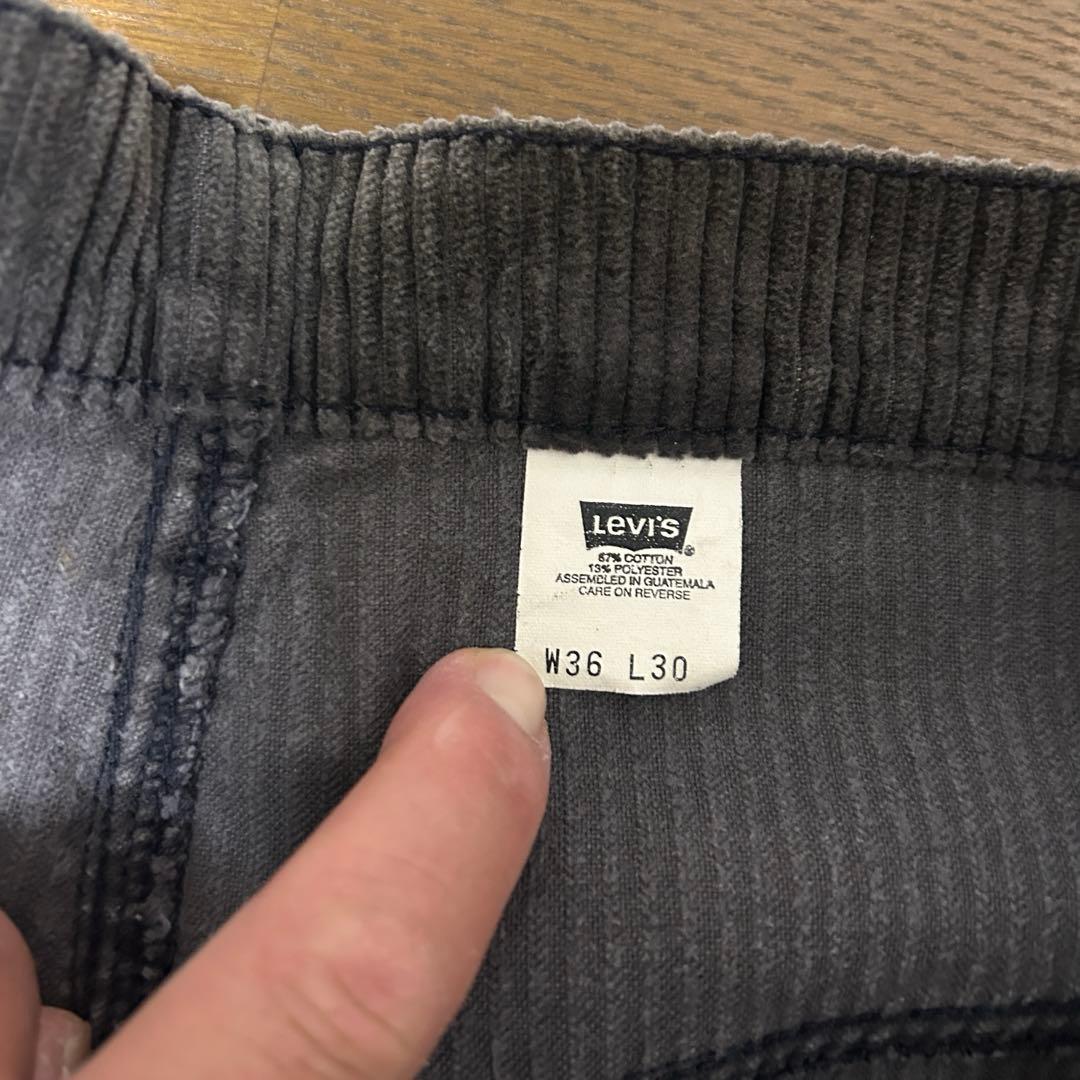 Levi's®
87% COTTON
13% POLYESTER
ASSEMBLED IN GUATEMALA
CARE ON REVERSE
W36 L30